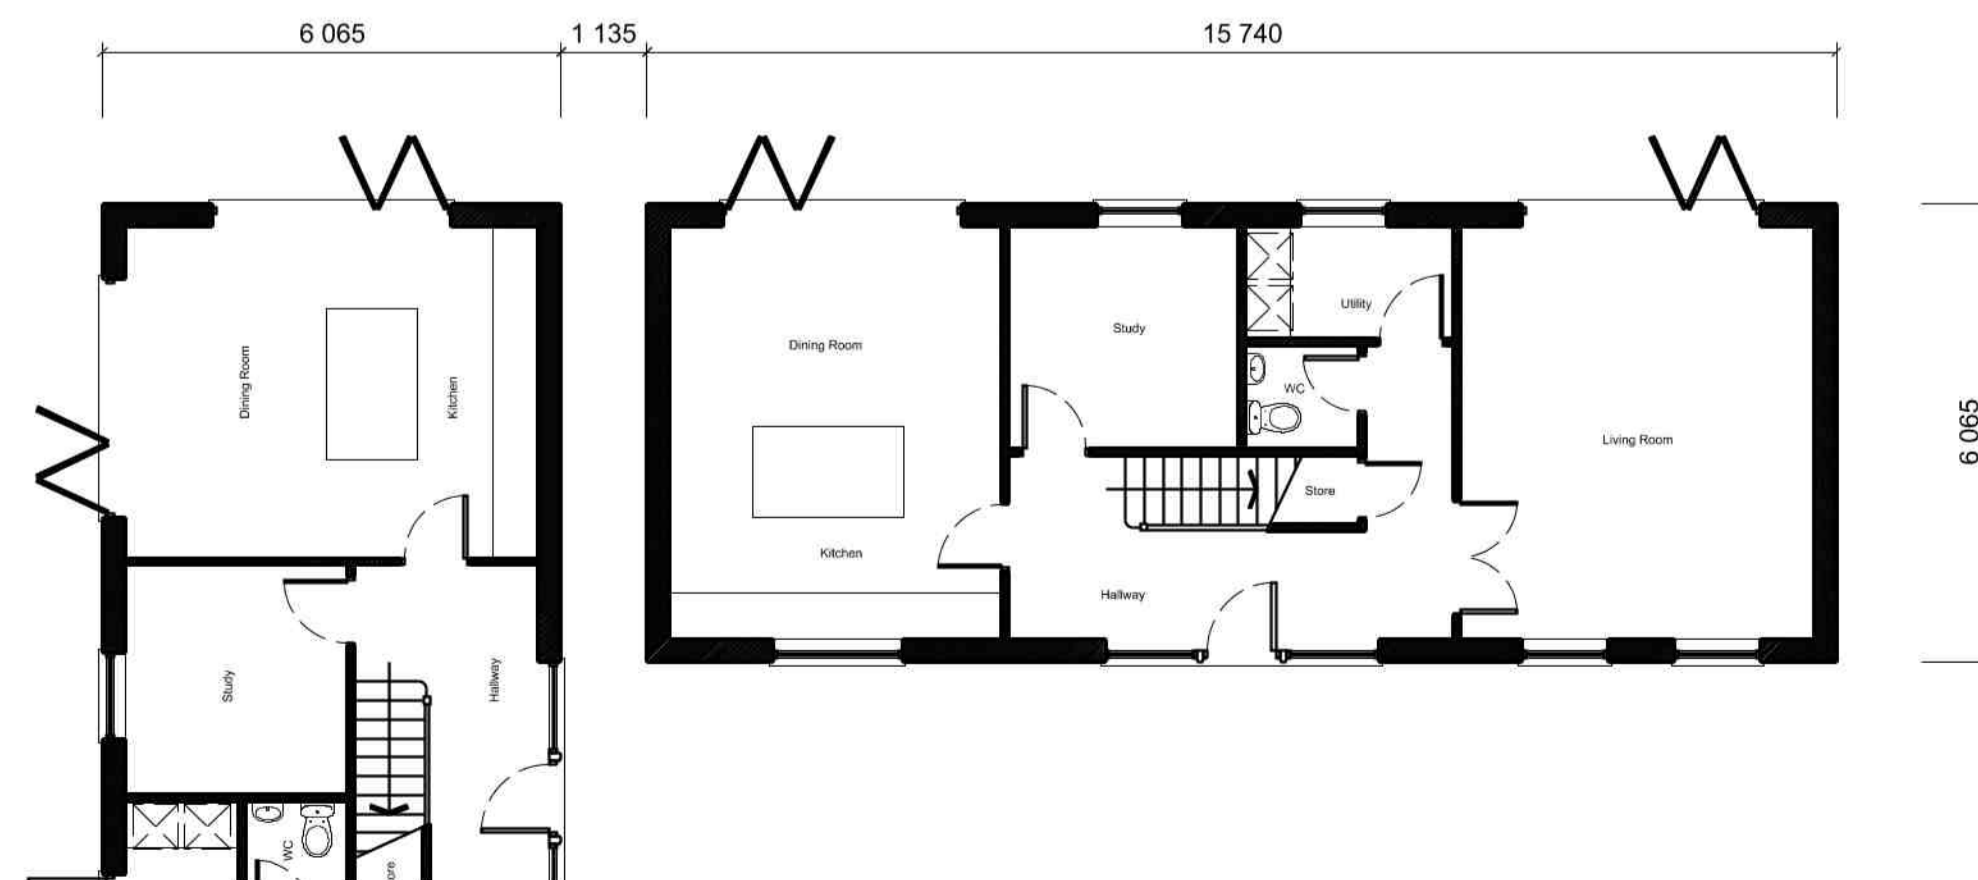 6 065
1 135
15 740
Dining Room
Kitchen
Study
Hallway
WC
ore
Dining Room
Kitchen
Study
Utility
WC
Store
Hallway
Living Room
6 065